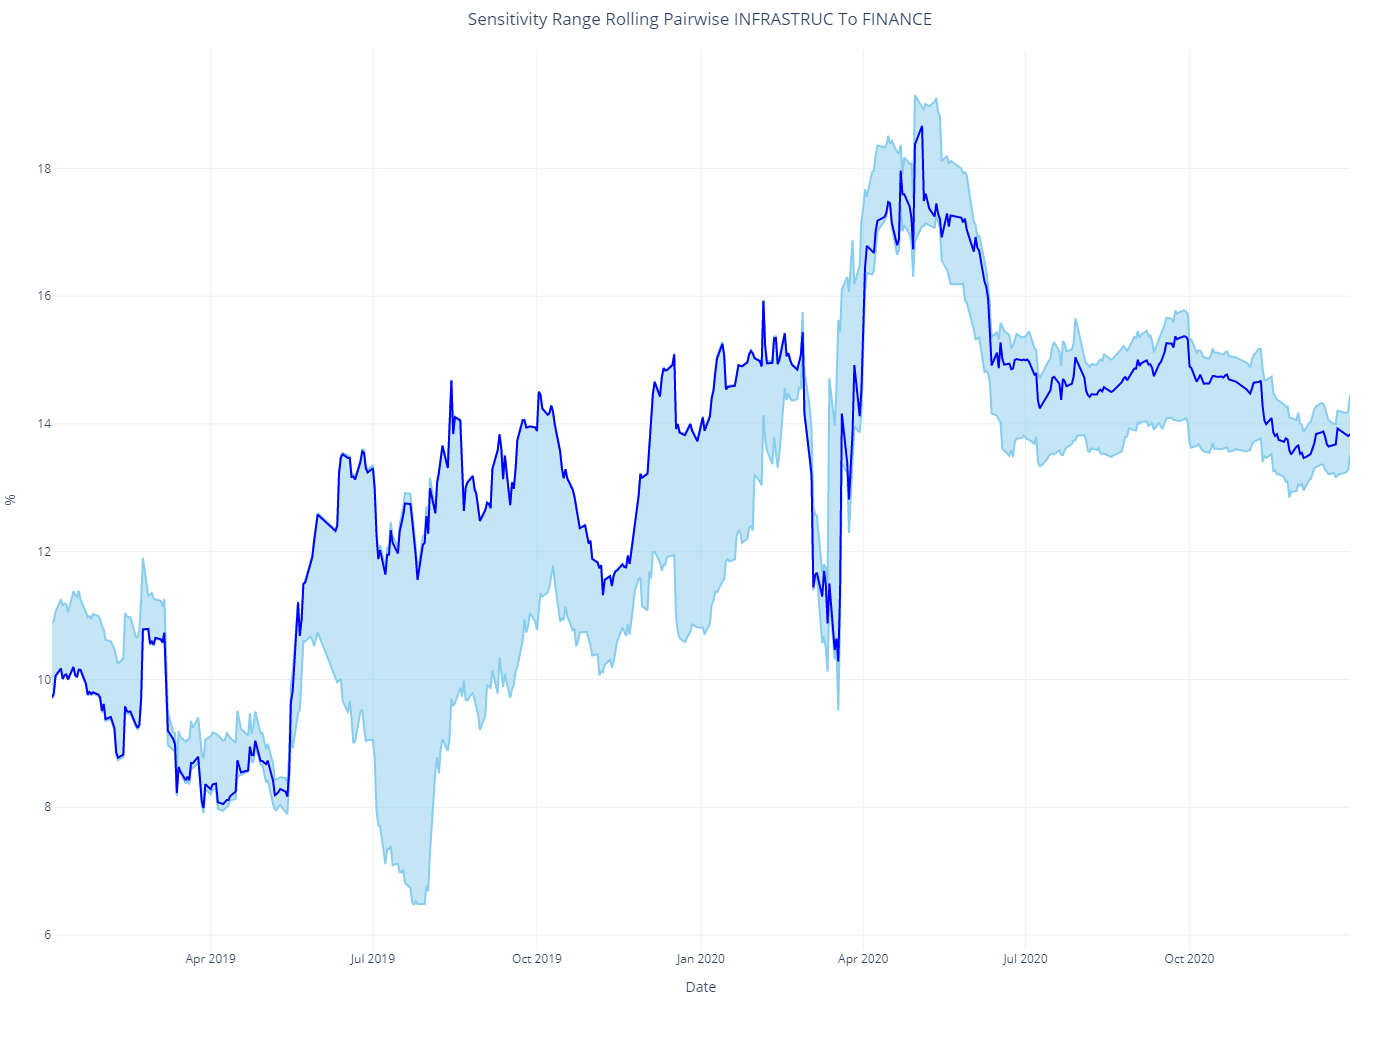 Sensitivity Range Rolling Pairwise INFRASTRUC To FINANCE
18
16
14
12
10
8
6
%
Apr 2019
Jul 2019
Oct 2019
Jan 2020
Apr 2020
Jul 2020
Oct 2020
Date